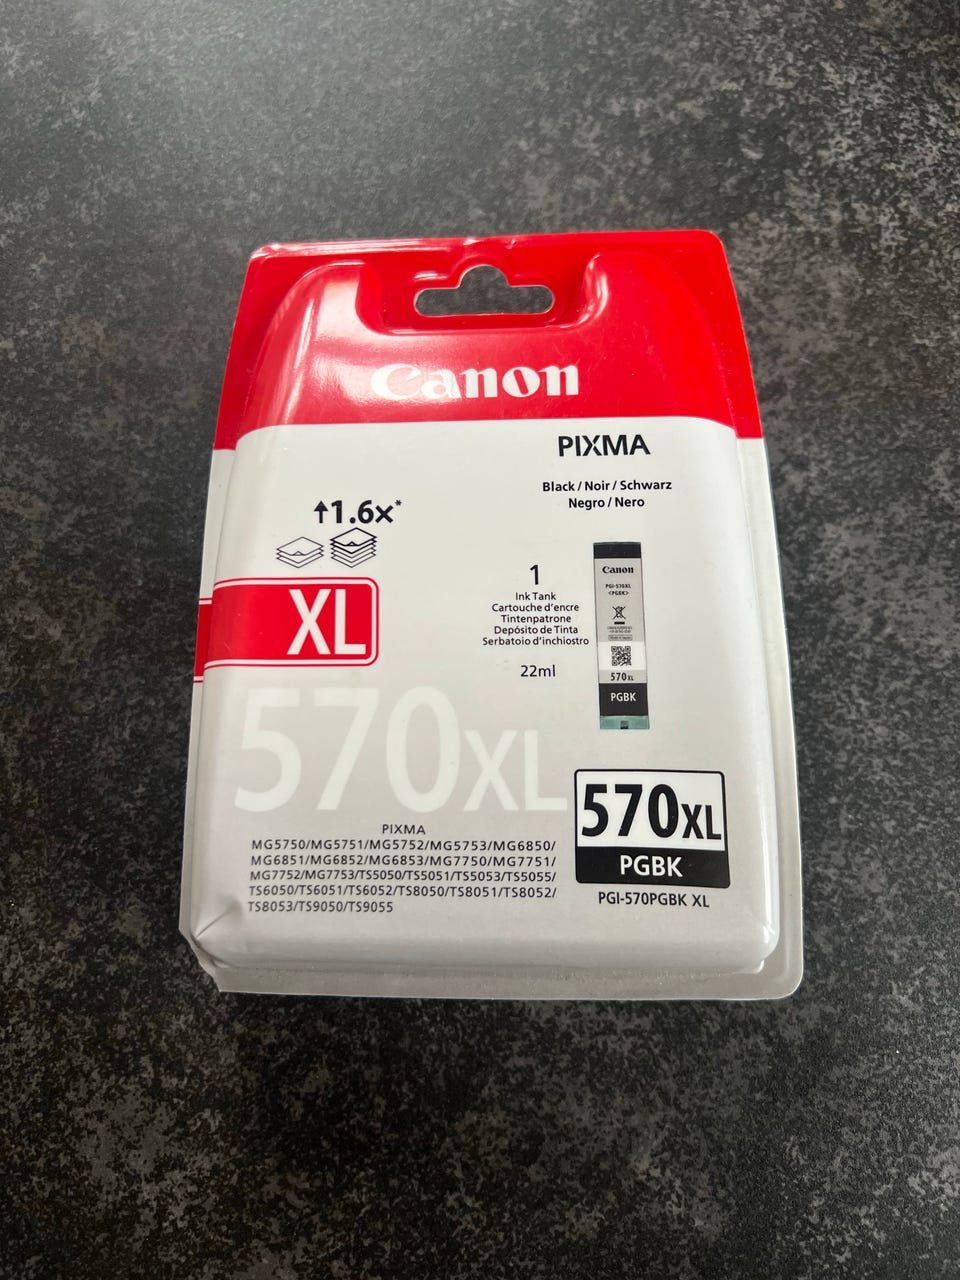 Canon
PIXMA
Black / Noir / Schwarz
Negro / Nero
↑1.6x*
XL
1
Ink Tank
Cartouche d'encre
Tintenpatrone
Depósito de Tinta
Serbatoio d'inchiostro
22ml
Canon
PGI-570XL
<PGBK>
570XL
PGBK
570XL
570XL
PGBK
PGI-570PGBK XL
PIXMA
MG5750/MG5751/MG5752/MG5753/MG6850/
MG6851/MG6852/MG6853/MG7750/MG7751/
MG7752/MG7753/TS5050/TS5051/TS5053/TS5055/
TS6050/TS6051/TS6052/TS8050/TS8051/TS8052/
TS8053/TS9050/TS9055